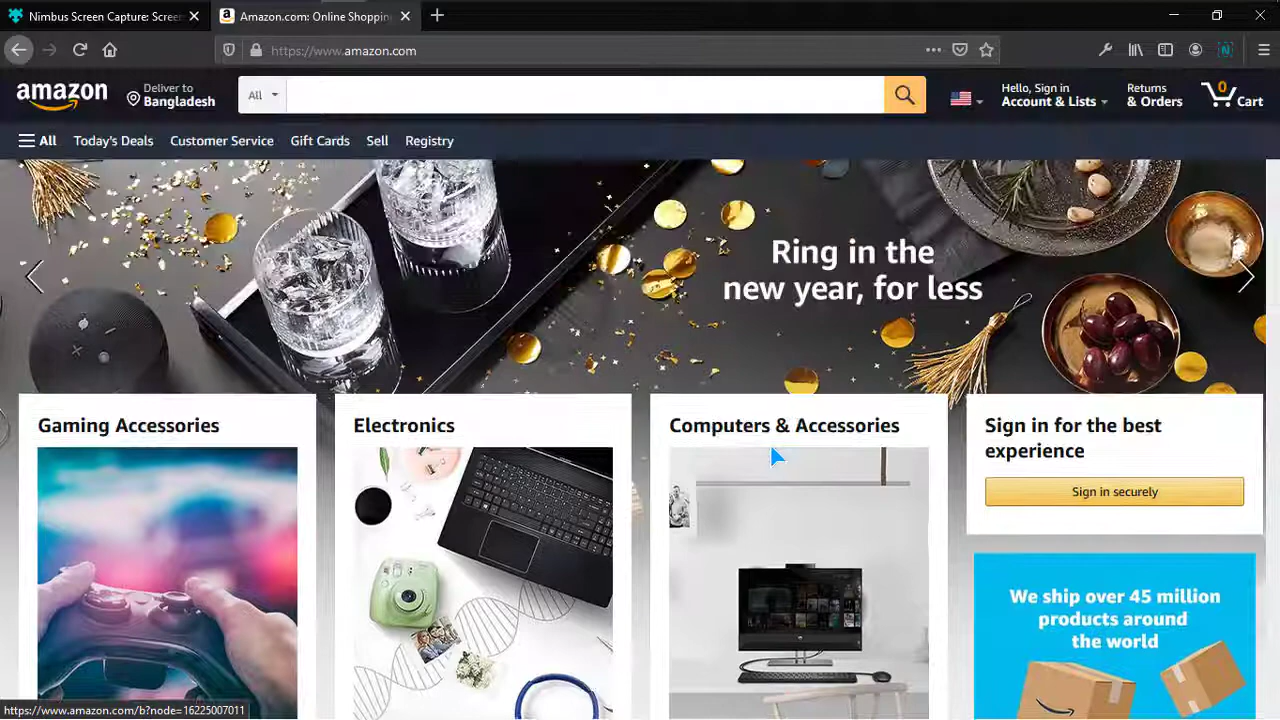 Nimbus Screen Capture: Screen
Amazon.com: Online Shoppin
https://www.amazon.com
N
amazon
Deliver to
Bangladesh
All
Hello, Sign in
Account & Lists
Returns
& Orders
0
Cart
All
Today's Deals
Customer Service
Gift Cards
Sell
Registry
Ring in the
new year, for less
Gaming Accessories
Electronics
Computers & Accessories
Sign in for the best
experience
Sign in securely
We ship over 45 million
products around
the world
https://www.amazon.com/b?node=16225007011